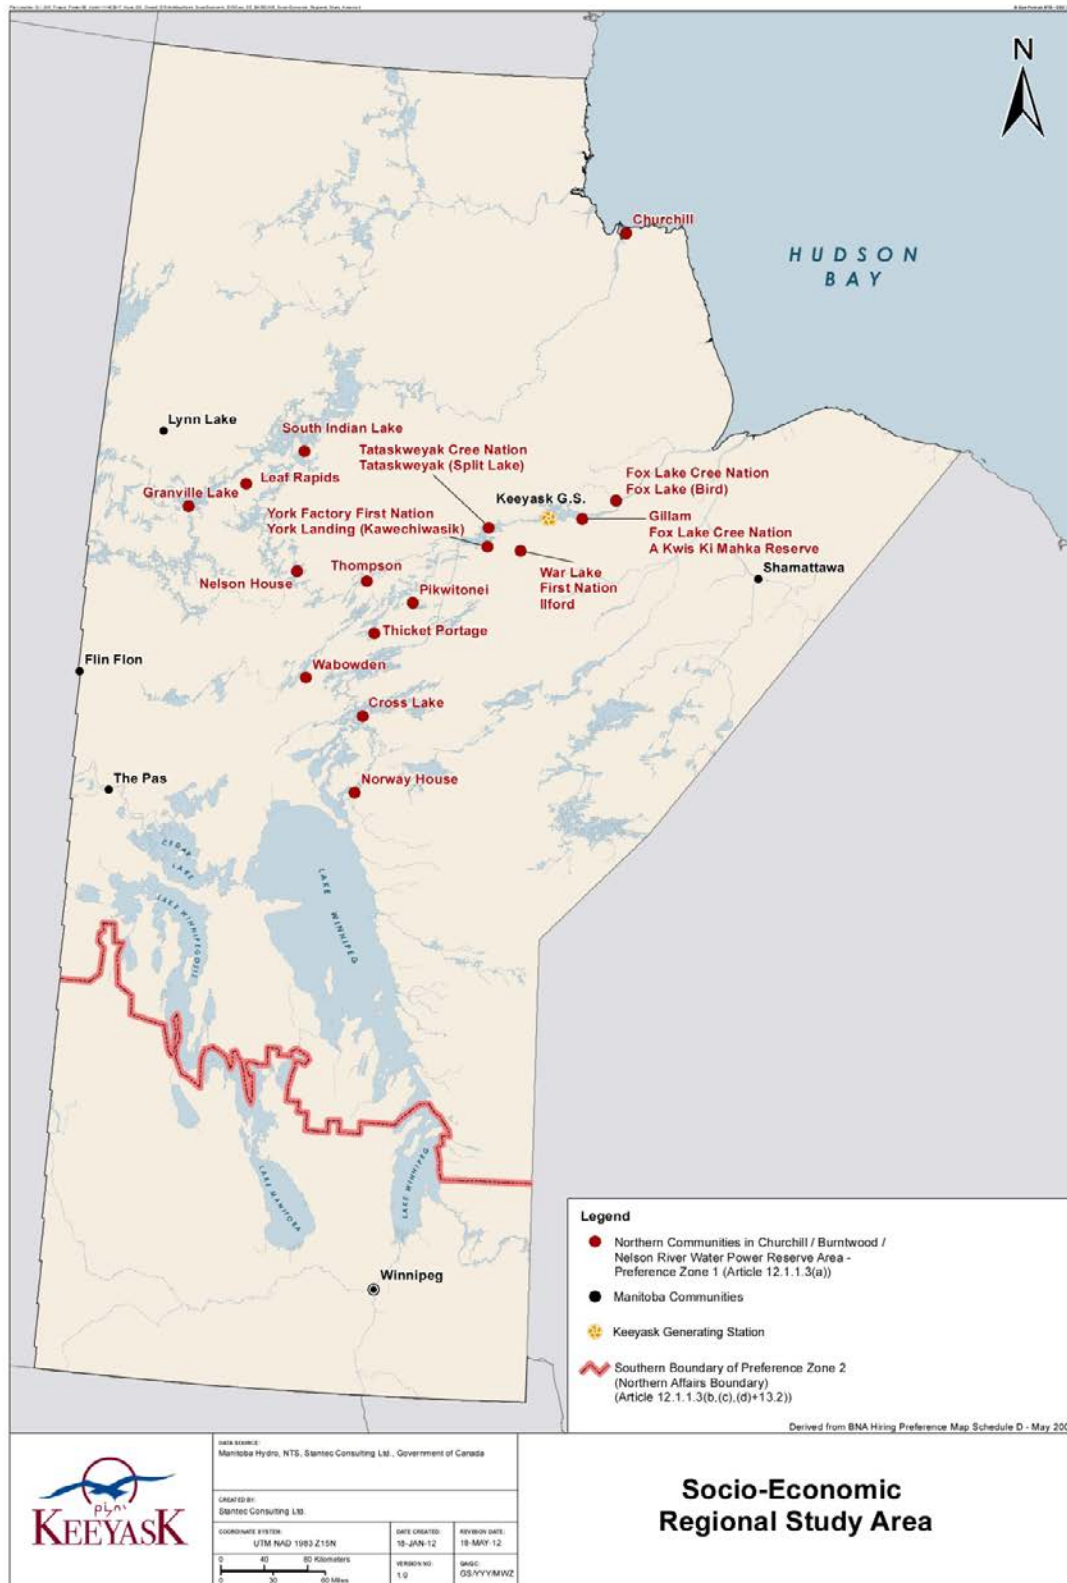 N
Churchill
HUDSON
BAY
Lynn Lake
South Indian Lake
Tataskweyak Cree Nation
Tataskweyak (Split Lake)
Leaf Rapids
Granville Lake
Keeyask G.S.
Fox Lake Cree Nation
Fox Lake (Bird)
York Factory First Nation
York Landing (Kawechiwasik)
Gillam
Fox Lake Cree Nation
A Kwis Ki Mahka Reserve
Thompson
Nelson House
War Lake
First Nation
Ilford
Shamattawa
Pikwitonei
Thicket Portage
Flin Flon
Wabowden
Cross Lake
The Pas
Norway House
CEDAR
LAKE
LAKE WINNIPEG
LAKE WINNIPEGOSIS
LAKE MANITOBA
LAKE WINNIPEG
Winnipeg
Legend
Northern Communities in Churchill / Burntwood /
Nelson River Water Power Reserve Area -
Preference Zone 1 (Article 12.1.1.3(a))
Manitoba Communities
Keeyask Generating Station
Southern Boundary of Preference Zone 2
(Northern Affairs Boundary)
(Article 12.1.1.3(b,(c),(d)+13.2))
Derived from BNA Hiring Preference Map Schedule D - May 200
KEEYASK
DATA SOURCE:
Manitoba Hydro, NTS, Stantec Consulting Ltd., Government of Canada
CREATED BY:
Stantec Consulting Ltd.
COORDINATE SYSTEM:
UTM NAD 1983 Z15N
DATE CREATED:
18-JAN-12
REVISION DATE:
18-MAY-12
0 40 80 Kilometers
0 30 60 Miles
VERSION NO:
1.0
QA/QC:
GS/YYY/MWZ
Socio-Economic
Regional Study Area